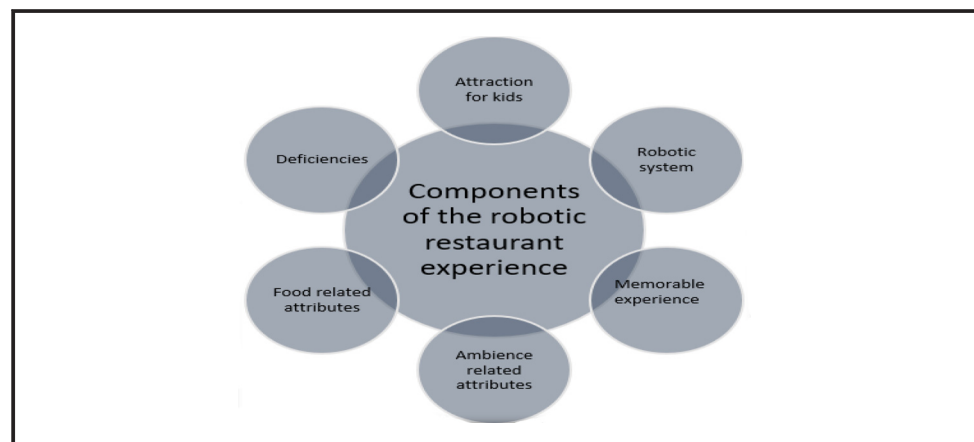 Attraction
for kids
Deficiencies
Robotic
system
Components
of the robotic
restaurant
experience
Food related
attributes
Memorable
experience
Ambience
related
attributes